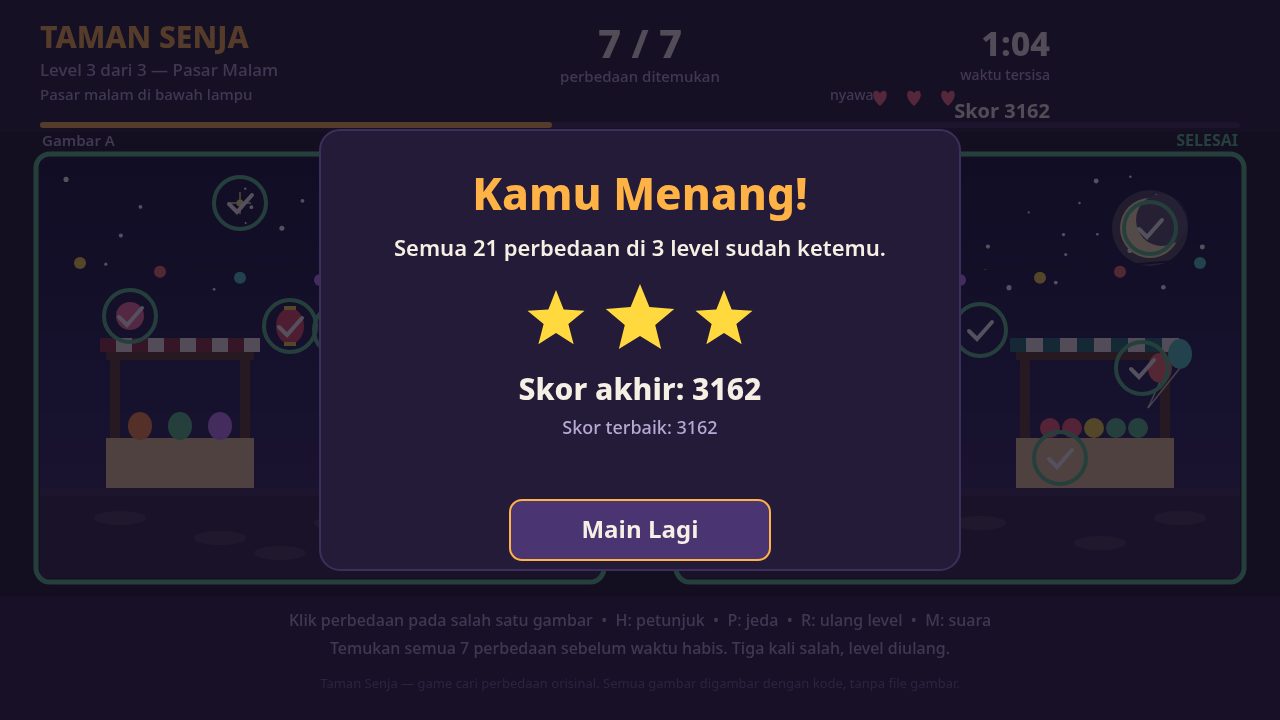 TAMAN SENJA
Level 3 dari 3 — Pasar Malam
Pasar malam di bawah lampu
7 / 7
perbedaan ditemukan
1:04
waktu tersisa
nyawa
Skor 3162
Gambar A
SELESAI
Kamu Menang!
Semua 21 perbedaan di 3 level sudah ketemu.
Skor akhir: 3162
Skor terbaik: 3162
Main Lagi
Klik perbedaan pada salah satu gambar • H: petunjuk • P: jeda • R: ulang level • M: suara
Temukan semua 7 perbedaan sebelum waktu habis. Tiga kali salah, level diulang.
Taman Senja — game cari perbedaan orisinal. Semua gambar digambar dengan kode, tanpa file gambar.